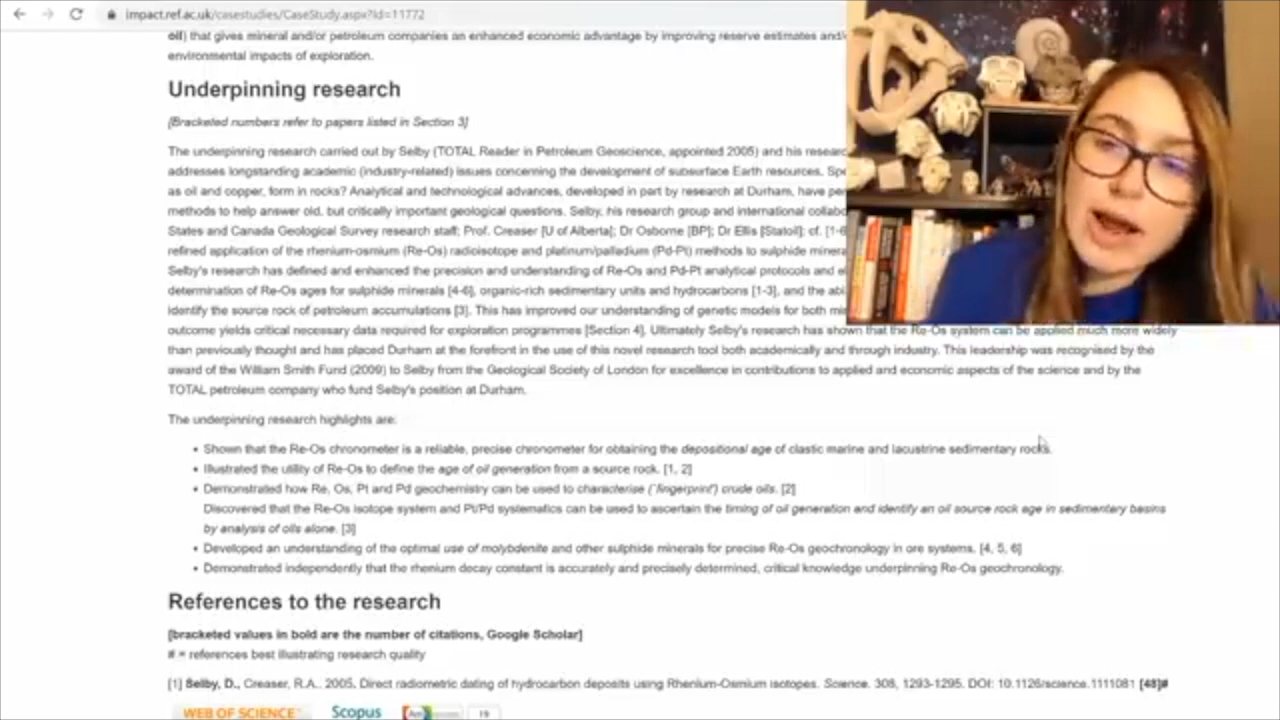 impact.ref.ac.uk/casestudies/CaseStudy.aspx?Id=11772
oil) that gives mineral and/or petroleum companies an enhanced economic advantage by improving reserve estimates and/
environmental impacts of exploration.
Underpinning research
[Bracketed numbers refer to papers listed in Section 3]
The underpinning research carried out by Selby (TOTAL Reader in Petroleum Geoscience, appointed 2005) and his
addresses longstanding academic (industry-related) issues concerning the development of subsurface Earth resources.
as oil and copper, form in rocks? Analytical and technological advances, developed in part by research at Durham, have
methods to help answer old, but critically important geological questions. Selby, his research group and international
States and Canada Geological Survey research staff; Prof. Creaser [U of Alberta]; Dr Osborne [BP]; Dr Ellis [Statoil]; cf. [1-6
refined application of the rhenium-osmium (Re-Os) radioisotope and platinum/palladium (Pd-Pt) methods to sulphide
Selby's research has defined and enhanced the precision and understanding of Re-Os and Pd-Pt analytical protocols and
determination of Re-Os ages for sulphide minerals [4-6], organic-rich sedimentary units and hydrocarbons [1-3], and the
identify the source rock of petroleum accumulations [3]. This has improved our understanding of genetic models for both
outcome yields critical necessary data required for exploration programmes [Section 4]. Ultimately Selby's research has shown that the Re-Os system can be applied much more widely
than previously thought and has placed Durham at the forefront in the use of this novel research tool both academically and through industry. This leadership was recognised by the
award of the William Smith Fund (2009) to Selby from the Geological Society of London for excellence in contributions to applied and economic aspects of the science and by the
TOTAL petroleum company who fund Selby's position at Durham.
The underpinning research highlights are:
• Shown that the Re-Os chronometer is a reliable, precise chronometer for obtaining the depositional age of clastic marine and lacustrine sedimentary rocks.
• Illustrated the utility of Re-Os to define the age of oil generation from a source rock. [1, 2]
• Demonstrated how Re, Os, Pt and Pd geochemistry can be used to characterise (`fingerprint') crude oils. [2]
Discovered that the Re-Os isotope system and Pt/Pd systematics can be used to ascertain the timing of oil generation and identify an oil source rock age in sedimentary basins
by analysis of oils alone. [3]
• Developed an understanding of the optimal use of molybdenite and other sulphide minerals for precise Re-Os geochronology in ore systems. [4, 5, 6]
• Demonstrated independently that the rhenium decay constant is accurately and precisely determined, critical knowledge underpinning Re-Os geochronology.
References to the research
[bracketed values in bold are the number of citations, Google Scholar]
# = references best illustrating research quality
[1] Selby, D., Creaser, R.A., 2005. Direct radiometric dating of hydrocarbon deposits using Rhenium-Osmium isotopes. Science. 308, 1293-1295. DOI: 10.1126/science.1111081 [48]#
WEB OF SCIENCE™ Scopus 19